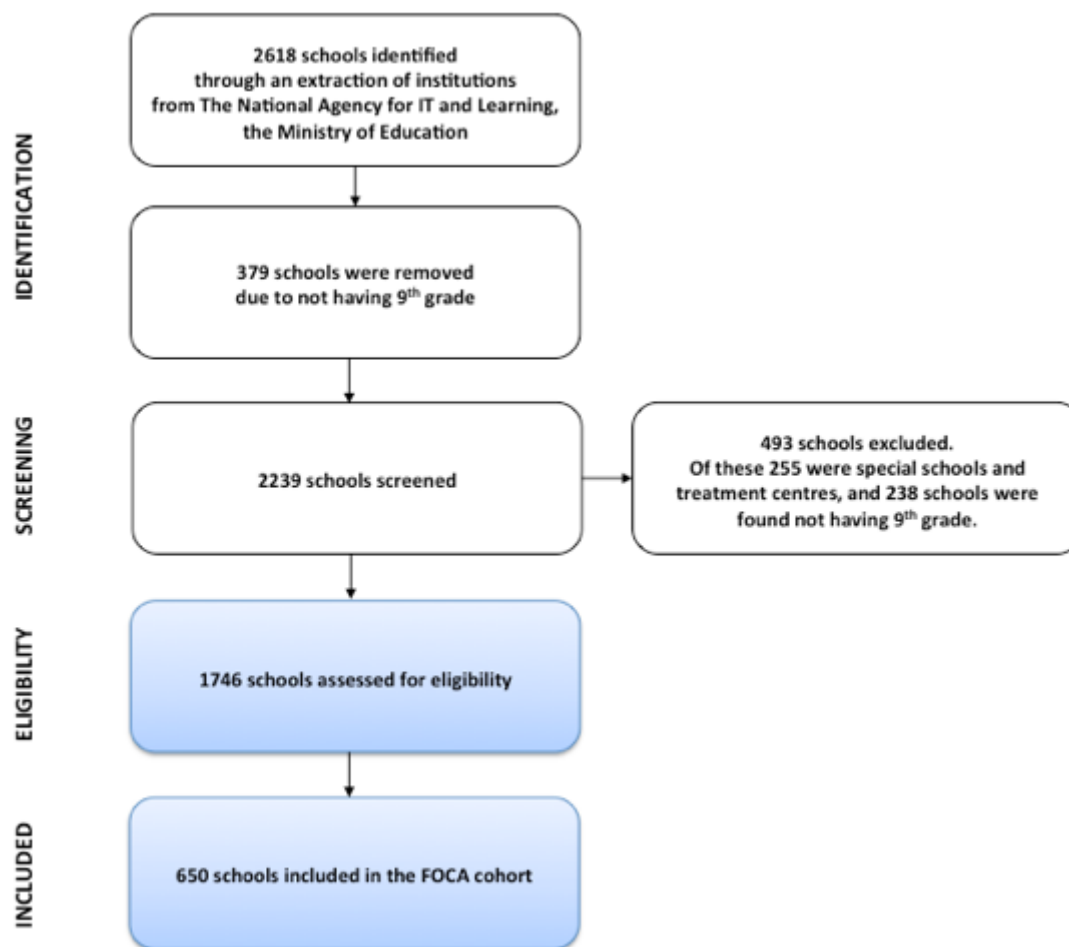 2618 schools identified
through an extraction of institutions
from The National Agency for IT and Learning,
the Ministry of Education
IDENTIFICATION
379 schools were removed
due to not having 9th grade
SCREENING
2239 schools screened
493 schools excluded.
Of these 255 were special schools and
treatment centres, and 238 schools were
found not having 9th grade.
ELIGIBILITY
1746 schools assessed for eligibility
INCLUDED
650 schools included in the FOCA cohort